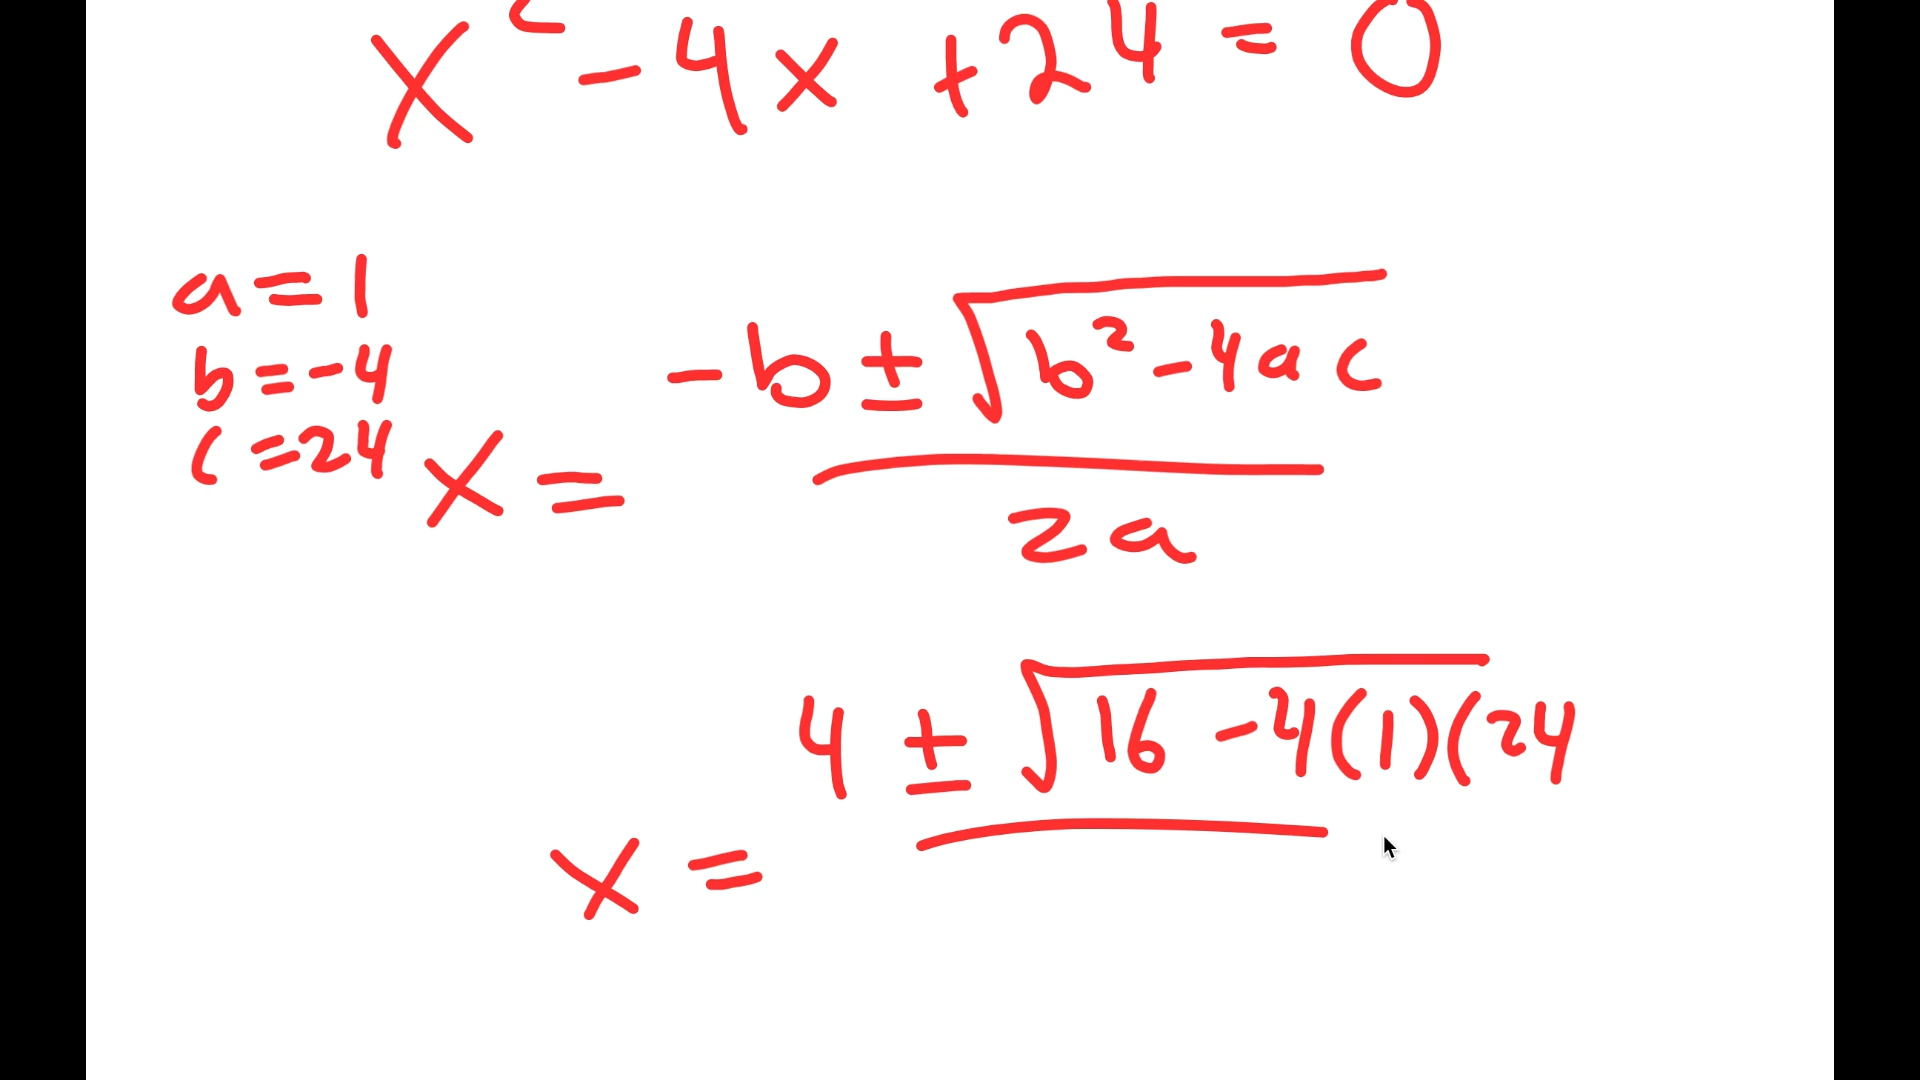 x² - 4x + 24 = 0
a = 1
b = -4
c = 24
x = -b ± √b² - 4ac
2a
x = 4 ± √16 - 4(1)(24